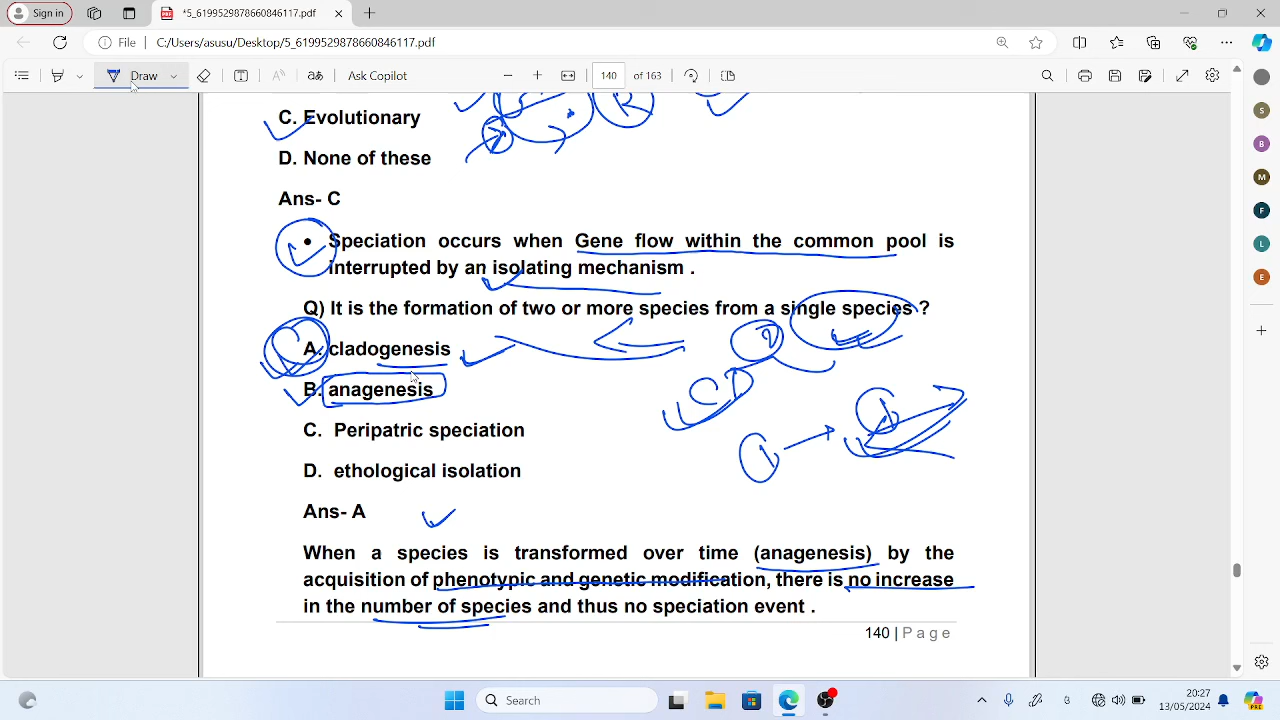 Sign in
*5_6199529878660846117.pdf
File
C:/Users/asusu/Desktop/5_6199529878660846117.pdf
Draw
Ask Copilot
140 of 163
C. Evolutionary
D. None of these
Ans- C
• Speciation occurs when Gene flow within the common pool is
interrupted by an isolating mechanism .
Q) It is the formation of two or more species from a single species ?
A. cladogenesis
B. anagenesis
C. Peripatric speciation
D. ethological isolation
Ans- A
When a species is transformed over time (anagenesis) by the
acquisition of phenotypic and genetic modification, there is no increase
in the number of species and thus no speciation event .
140 | Page
S
B
M
F
L
E
Search
20:27
13/05/2024